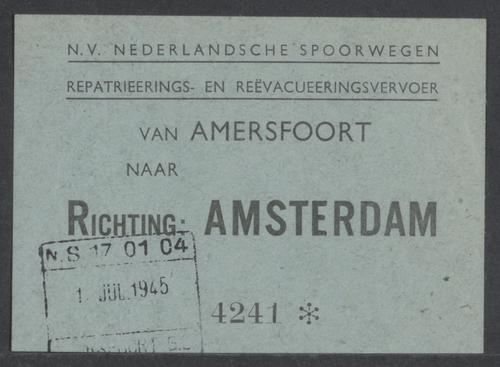 N.V. NEDERLANDSCHE SPOORWEGEN
REPATRIEERINGS- EN REËVACUEERINGSVERVOER
VAN AMERSFOORT
NAAR
RICHTING: AMSTERDAM
N.S 17 01 04
1. JUL 1945
4241 *